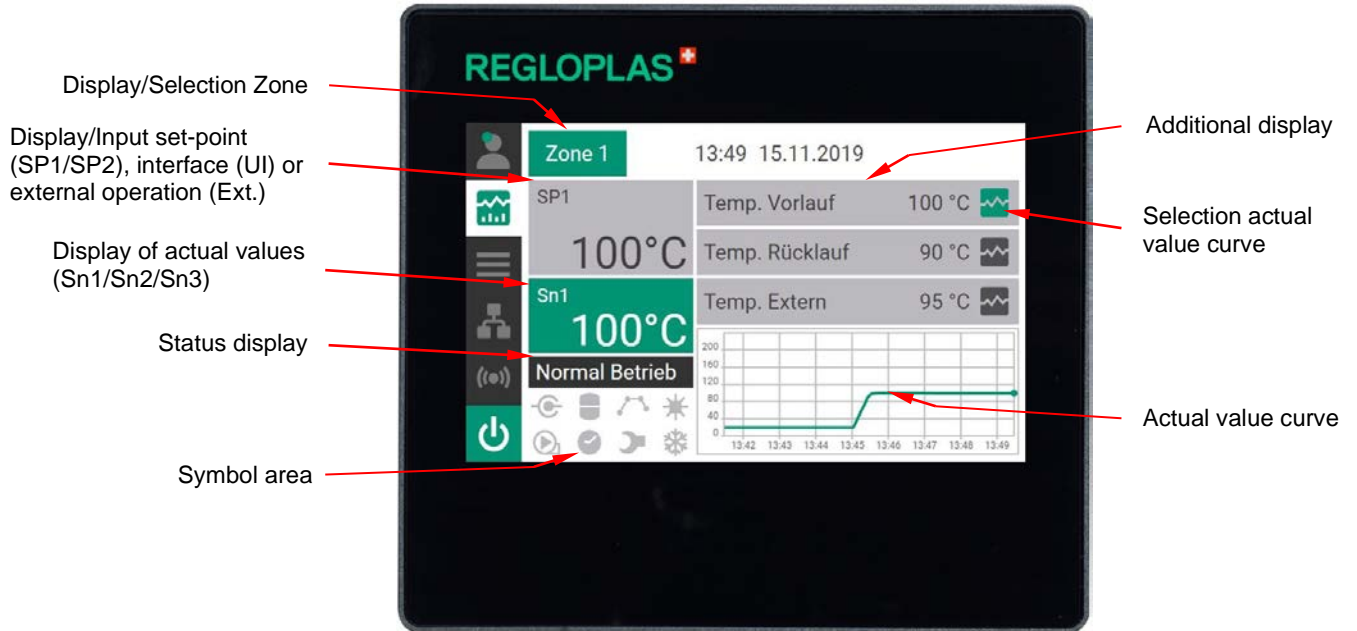 REGLOPLAS
Display/Selection Zone
Display/Input set-point
(SP1/SP2), interface (UI) or
external operation (Ext.)
Display of actual values
(Sn1/Sn2/Sn3)
Status display
Symbol area
Zone 1
13:49 15.11.2019
SP1
100°C
Sn1
100°C
Normal Betrieb
Temp. Vorlauf 100 °C
Temp. Rücklauf 90 °C
Temp. Extern 95 °C
200
160
120
80
40
0
13:42 13:43 13:44 13:45 13:46 13:47 13:48 13:49
Additional display
Selection actual
value curve
Actual value curve